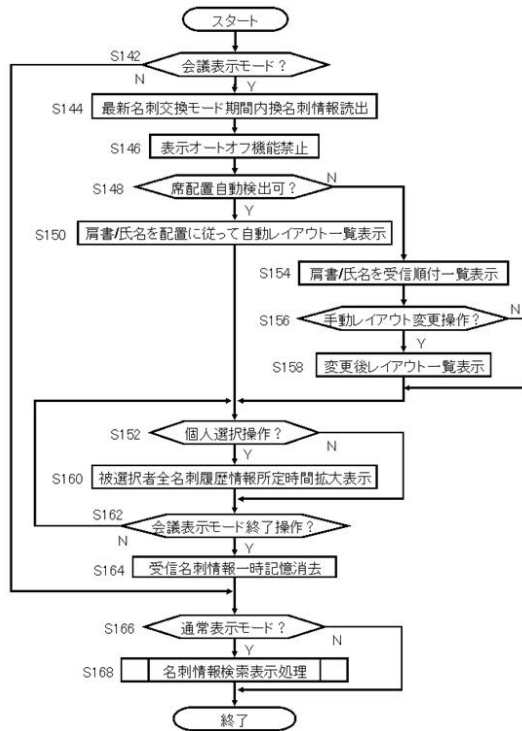 スタート
S142
会議表示モード?
N
Y
S144
最新名刺交換モード期間内換名刺情報読出
S146
表示オートオフ機能禁止
S148
席配置自動検出可?
N
Y
S150
肩書/氏名を配置に従って自動レイアウト一覧表示
S154
肩書/氏名を受信順付一覧表示
S156
手動レイアウト変更操作?
N
Y
S158
変更後レイアウト一覧表示
S152
個人選択操作?
N
Y
S160
被選択者全名刺履歴情報所定時間拡大表示
S162
会議表示モード終了操作?
N
Y
S164
受信名刺情報一時記憶消去
S166
通常表示モード?
N
Y
S168
名刺情報検索表示処理
終了